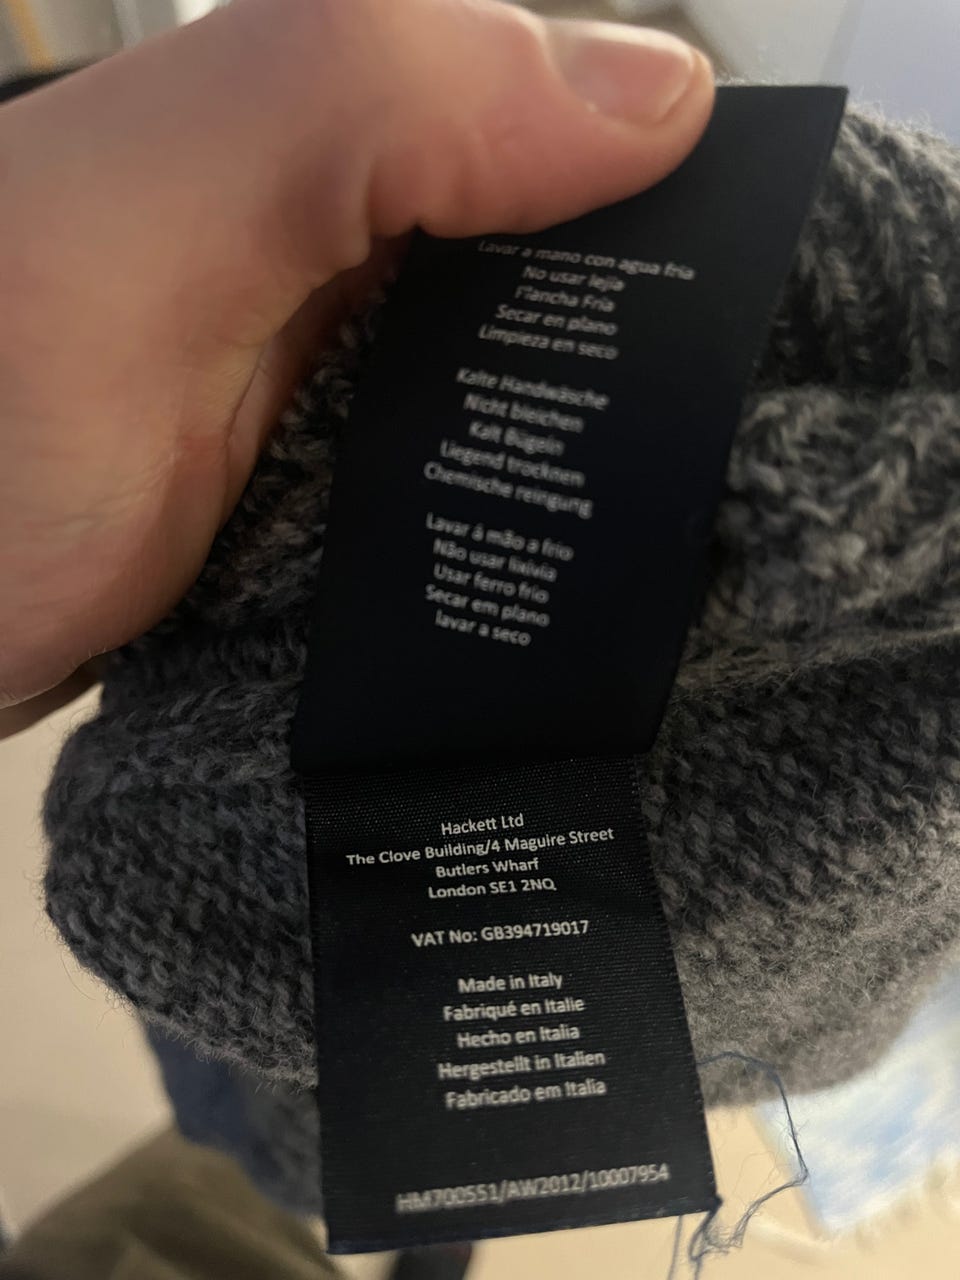 Lavar a mano con agua fria
No usar lejia
Plancha Fria
Secar en plano
Limpieza en seco
Kalte Handwäsche
Nicht bleichen
Kalt Bügeln
Liegend trocknen
Chemische reingung
Lavar á mão a frio
Não usar lixivia
Usar ferro frio
Secar em plano
lavar a seco
Hackett Ltd
The Clove Building/4 Maguire Street
Butlers Wharf
London SE1 2NQ
VAT No: GB394719017
Made in Italy
Fabriqué en Italie
Hecho en Italia
Hergestellt in Italien
Fabricado em Italia
HM700551/AW2012/10007954